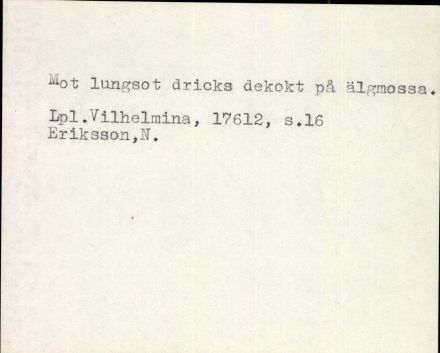 Mot lungsot dricks dekokt på älgmossa.
Lpl.Vilhelmina, 17612, s.16
Eriksson,N.